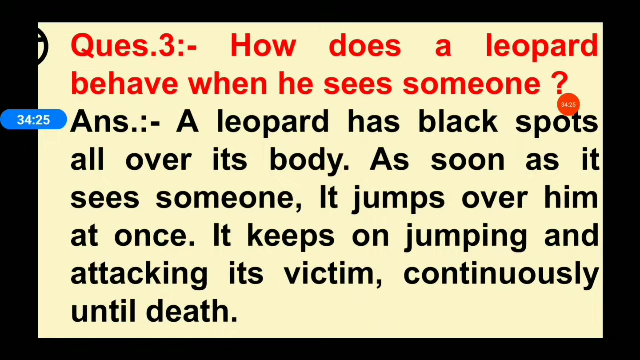 Ques.3:- How does a leopard
behave when he sees someone ?
34:25
34:25
Ans.:- A leopard has black spots
all over its body. As soon as it
sees someone, It jumps over him
at once. It keeps on jumping and
attacking its victim, continuously
until death.